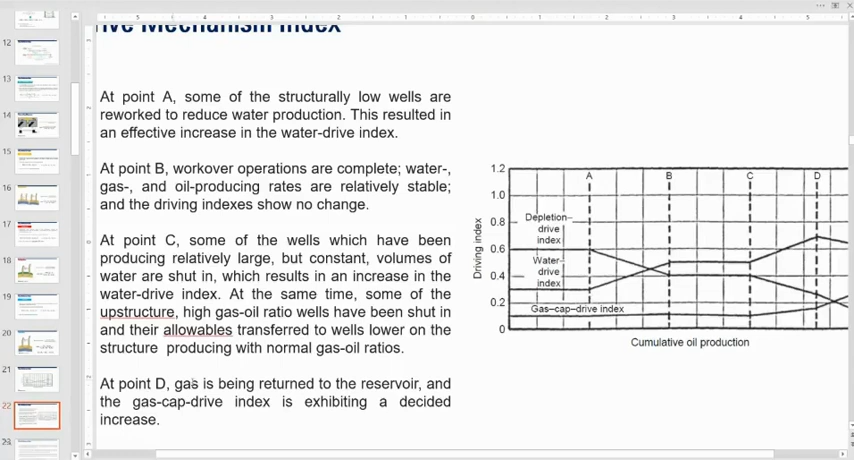 ive Mechanism Index
At point A, some of the structurally low wells are
reworked to reduce water production. This resulted in
an effective increase in the water-drive index.
At point B, workover operations are complete; water-,
gas-, and oil-producing rates are relatively stable;
and the driving indexes show no change.
At point C, some of the wells which have been
producing relatively large, but constant, volumes of
water are shut in, which results in an increase in the
water-drive index. At the same time, some of the
upstructure, high gas-oil ratio wells have been shut in
and their allowables transferred to wells lower on the
structure producing with normal gas-oil ratios.
At point D, gas is being returned to the reservoir, and
the gas-cap-drive index is exhibiting a decided
increase.
1.2
1.0
0.8
0.6
0.4
0.2
0
Driving index
A
B
C
D
Depletion–
drive
index
Water–
drive
index
Gas–cap–drive index
Cumulative oil production
12
13
14
15
16
17
18
19
20
21
22
23